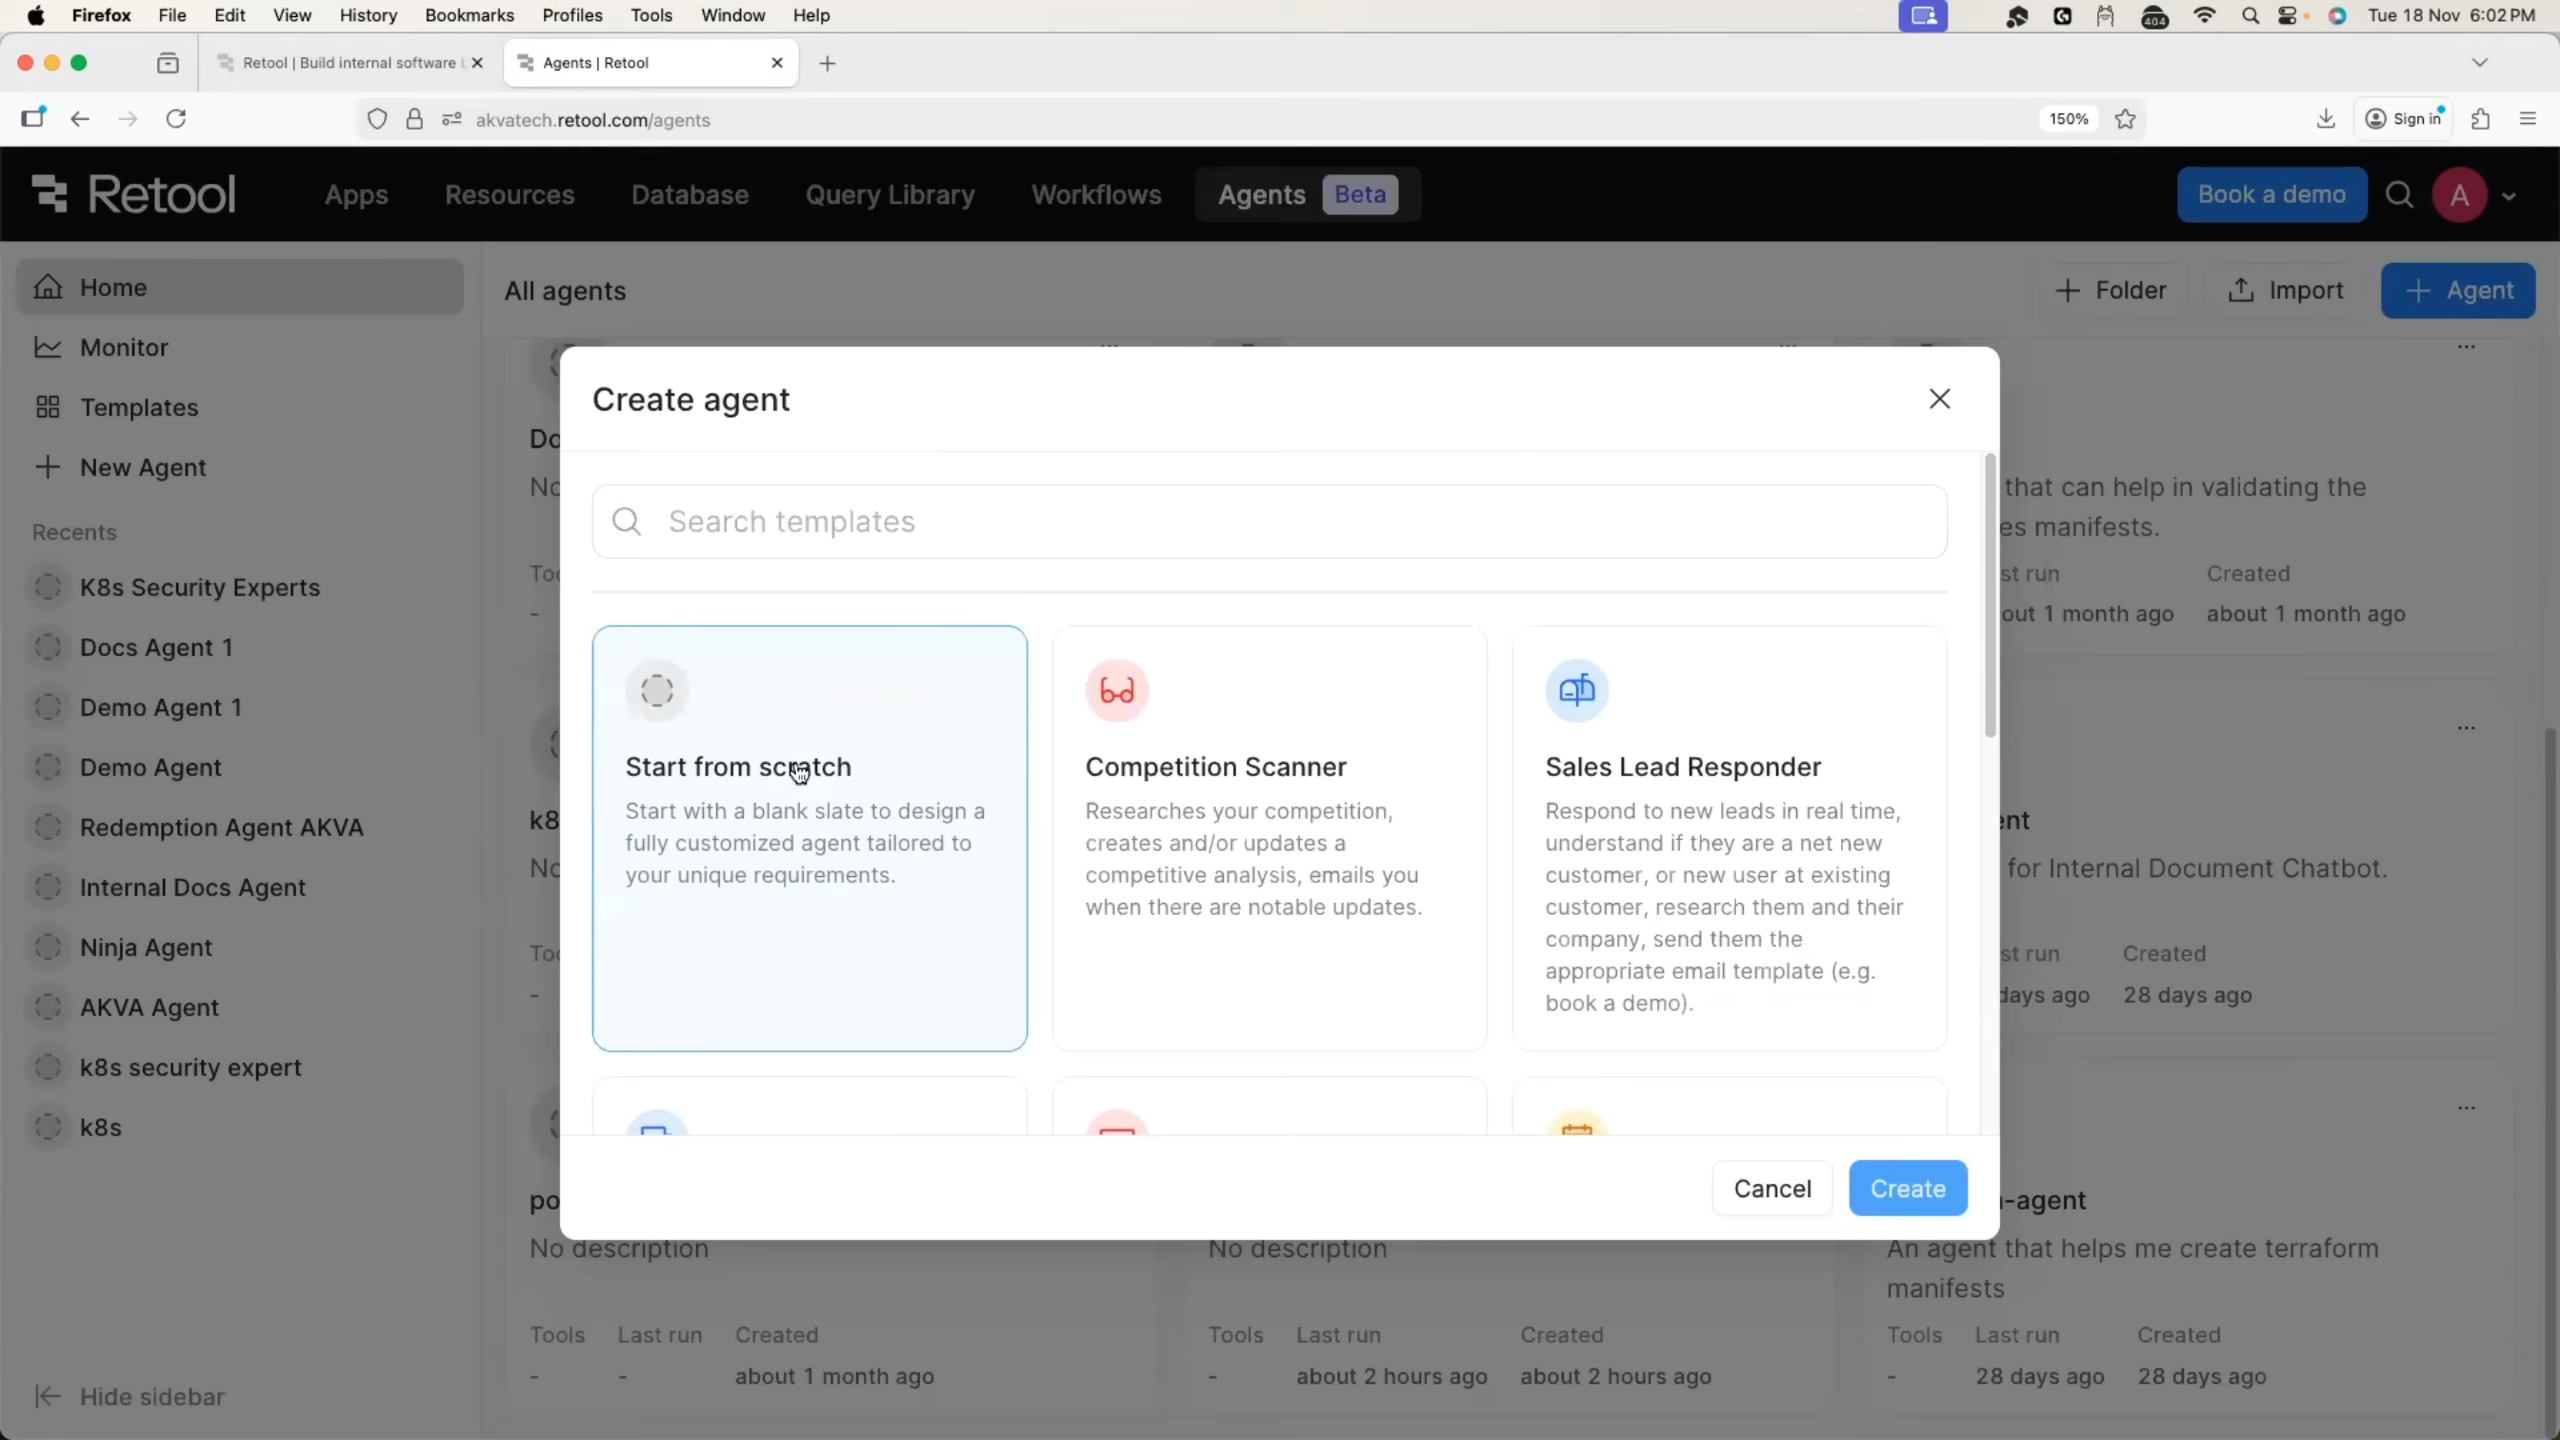 Firefox File Edit View History Bookmarks Profiles Tools Window Help
404
Tue 18 Nov 6:02 PM
Retool | Build internal software
Agents | Retool
akvatech.retool.com/agents
150%
Sign in
Retool
Apps
Resources
Database
Query Library
Workflows
Agents Beta
Book a demo
A
Home
Monitor
Templates
New Agent
Recents
K8s Security Experts
Docs Agent 1
Demo Agent 1
Demo Agent
Redemption Agent AKVA
Internal Docs Agent
Ninja Agent
AKVA Agent
k8s security expert
k8s
Hide sidebar
All agents
Folder
Import
Agent
Create agent
Search templates
Start from scratch
Start with a blank slate to design a
fully customized agent tailored to
your unique requirements.
Competition Scanner
Researches your competition,
creates and/or updates a
competitive analysis, emails you
when there are notable updates.
Sales Lead Responder
Respond to new leads in real time,
understand if they are a net new
customer, or new user at existing
customer, research them and their
company, send them the
appropriate email template (e.g.
book a demo).
Cancel
Create
that can help in validating the
manifests.
Created
1 month ago
about 1 month ago
for Internal Document Chatbot.
Created
days ago
28 days ago
No description
Tools Last run Created
- - about 1 month ago
No description
Tools Last run Created
- about 2 hours ago about 2 hours ago
-agent
An agent that helps me create terraform
manifests
Tools Last run Created
- 28 days ago 28 days ago